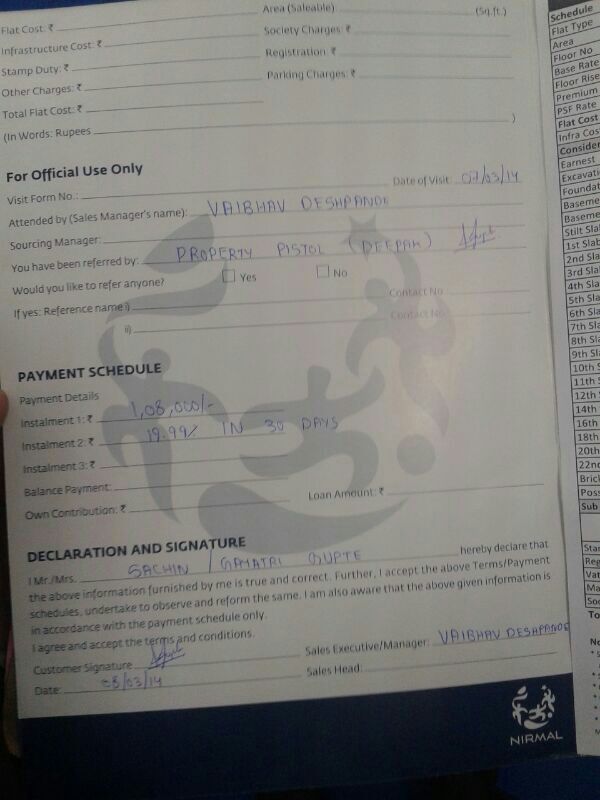 Flat Cost: ₹
Area (Saleable): (Sq.ft.)
Infrastructure Cost: ₹
Society Charges: ₹
Stamp Duty: ₹
Registration: ₹
Other Charges: ₹
Parking Charges: ₹
Total Flat Cost: ₹
(In Words: Rupees )
For Official Use Only
Visit Form No.: Date of Visit: 07/03/14
Attended by (Sales Manager's name): VAIBHAV DESHPANDE
Sourcing Manager:
You have been referred by: PROPERTY PISTOL (DEEPAK)
Would you like to refer anyone? Yes No
If yes: Reference name i) Contact No
ii) Contact No
PAYMENT SCHEDULE
Payment Details
Instalment 1: ₹ 1,08,000/-
Instalment 2: ₹ 19.99% IN 30 DAYS
Instalment 3: ₹
Balance Payment:
Own Contribution: ₹ Loan Amount: ₹
DECLARATION AND SIGNATURE
I Mr./Mrs. SACHIN / GAYATRI GUPTE hereby declare that
the above information furnished by me is true and correct. Further, I accept the above Terms/Payment
schedules, undertake to observe and reform the same. I am also aware that the above given information is
in accordance with the payment schedule only.
I agree and accept the terms and conditions.
Customer Signature Sales Executive/Manager: VAIBHAV DESHPANDE
Date: 08/03/14 Sales Head:
NIRMAL
Schedule
Flat Type
Area
Floor No
Base Rate
Floor Rise
Premium
PSF Rate
Flat Cost
Infra Cos
Consider
Earnest
Excavati
Foundat
Baseme
Baseme
Stilt Sla
1st Slab
2nd Sla
3rd Sla
4th Sla
5th Sla
6th Sla
7th Sla
8th Sla
9th Sla
10th S
11th S
12th S
14th
16th
18th
20th
22nd
Brick
Poss
Sub
Star
Reg
Vat
Ma
Soc
To